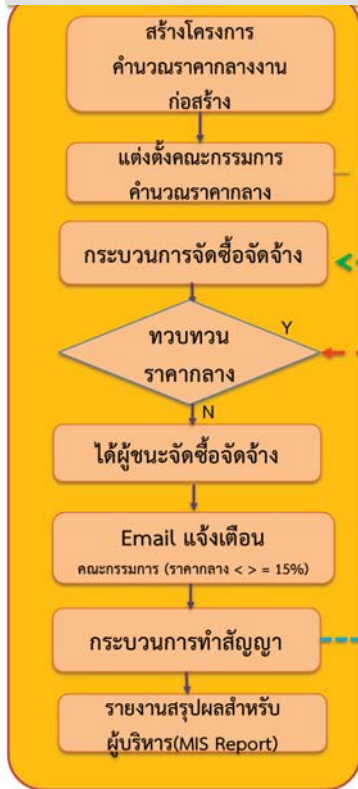 สร้างโครงการ
คำนวณราคากลางงาน
ก่อสร้าง
แต่งตั้งคณะกรรมการ
คำนวณราคากลาง
กระบวนการจัดซื้อจัดจ้าง
ทวบทวน
ราคากลาง
Y
N
ได้ผู้ชนะจัดซื้อจัดจ้าง
Email แจ้งเตือน
คณะกรรมการ (ราคากลาง < > = 15%)
กระบวนการทำสัญญา
รายงานสรุปผลสำหรับ
ผู้บริหาร(MIS Report)